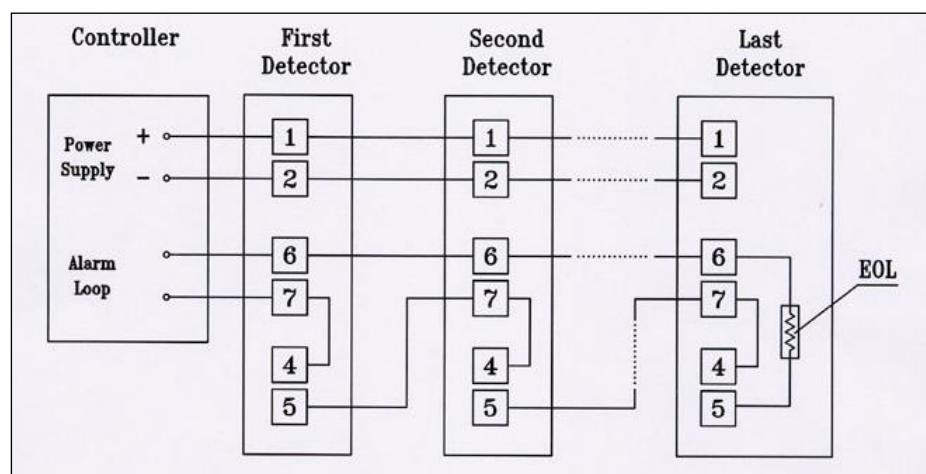 Controller
First
Detector
Second
Detector
Last
Detector
Power
Supply
+
−
Alarm
Loop
1
2
6
7
4
5
1
2
6
7
4
5
1
2
6
7
4
5
EOL